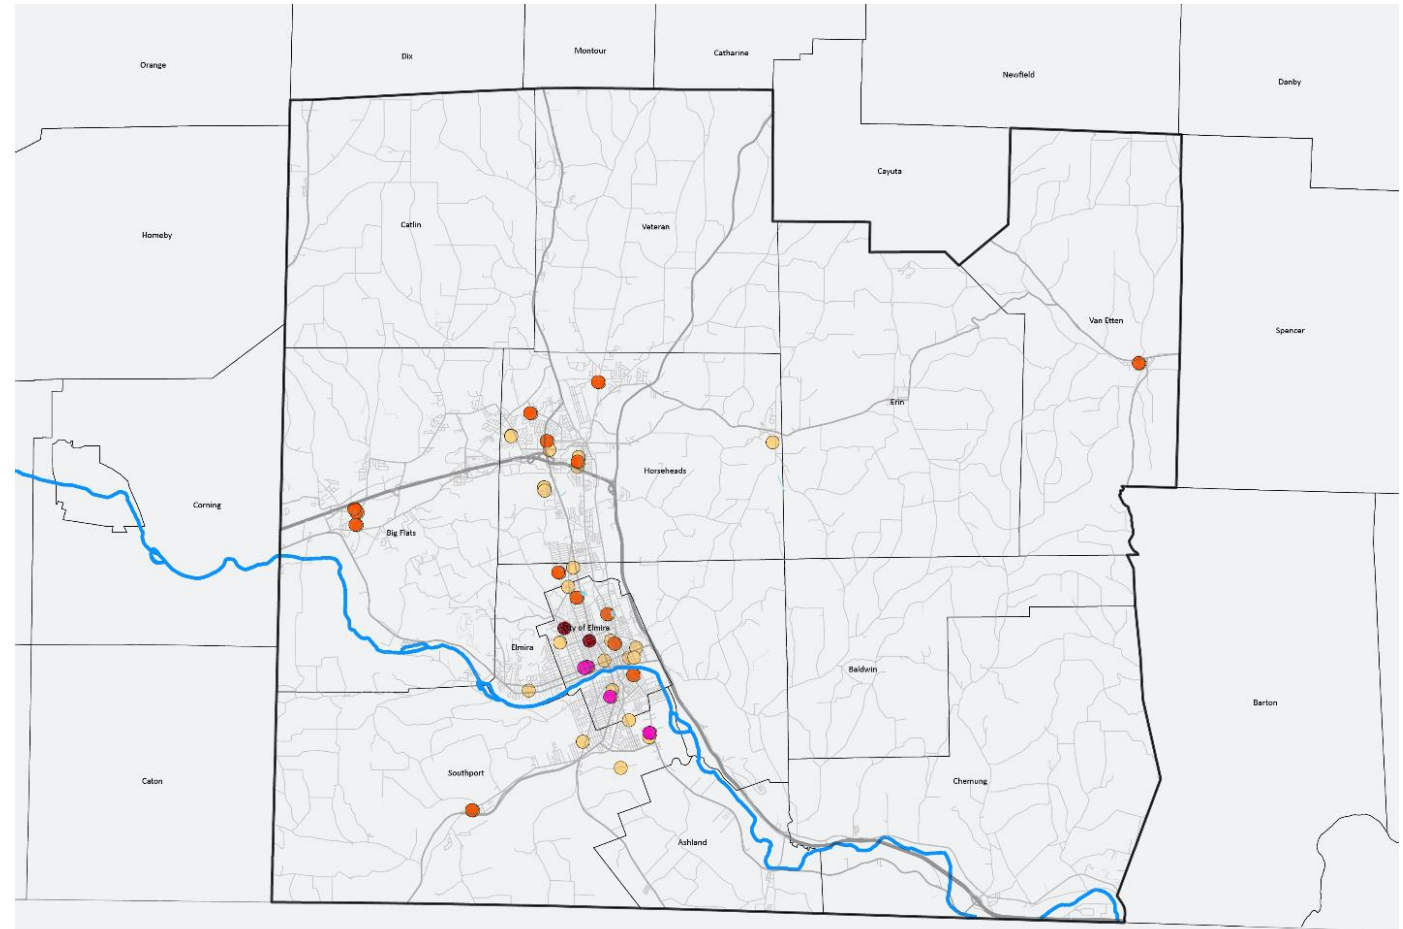 Montour
Catharine
Dix
Orange
Newfield
Danby
Cayuta
Catlin
Veteran
Hornby
Van Etten
Spencer
Erin
Horseheads
Corning
Big Flats
City of Elmira
Elmira
Baldwin
Barton
Southport
Caton
Chemung
Ashland